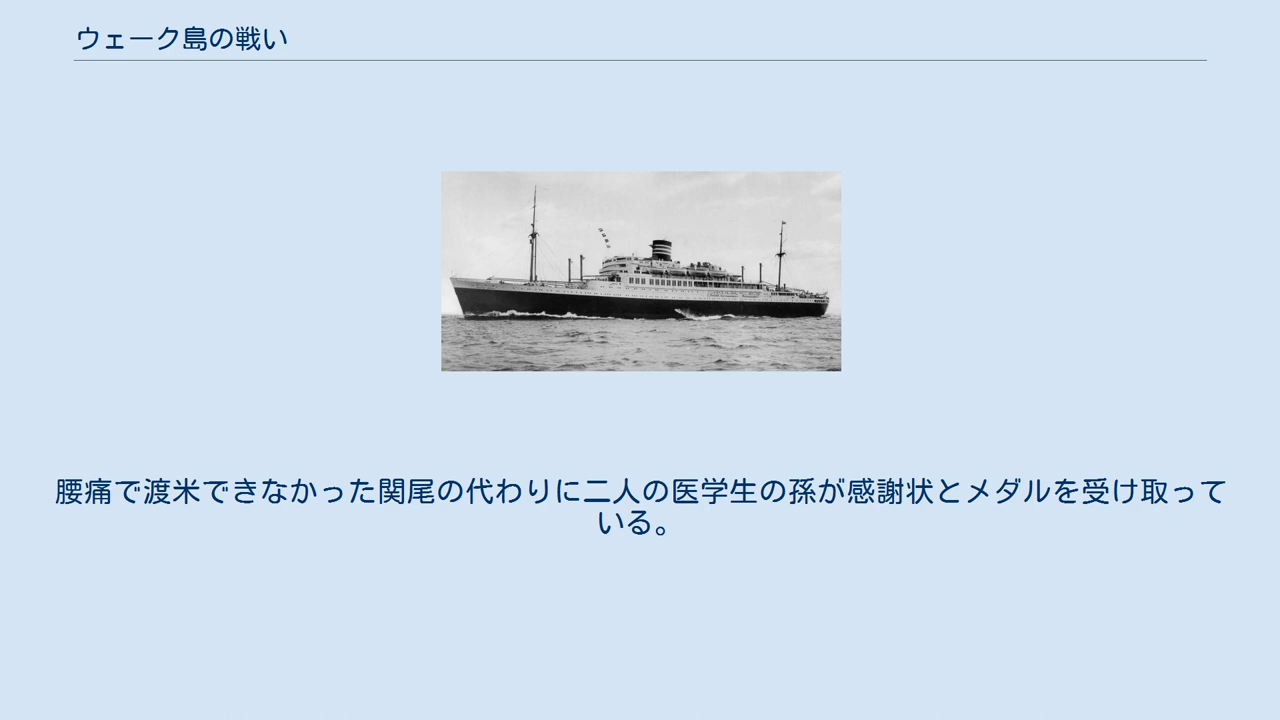 ウェーク島の戦い
腰痛で渡米できなかった関尾の代わりに二人の医学生の孫が感謝状とメダルを受け取って
いる。